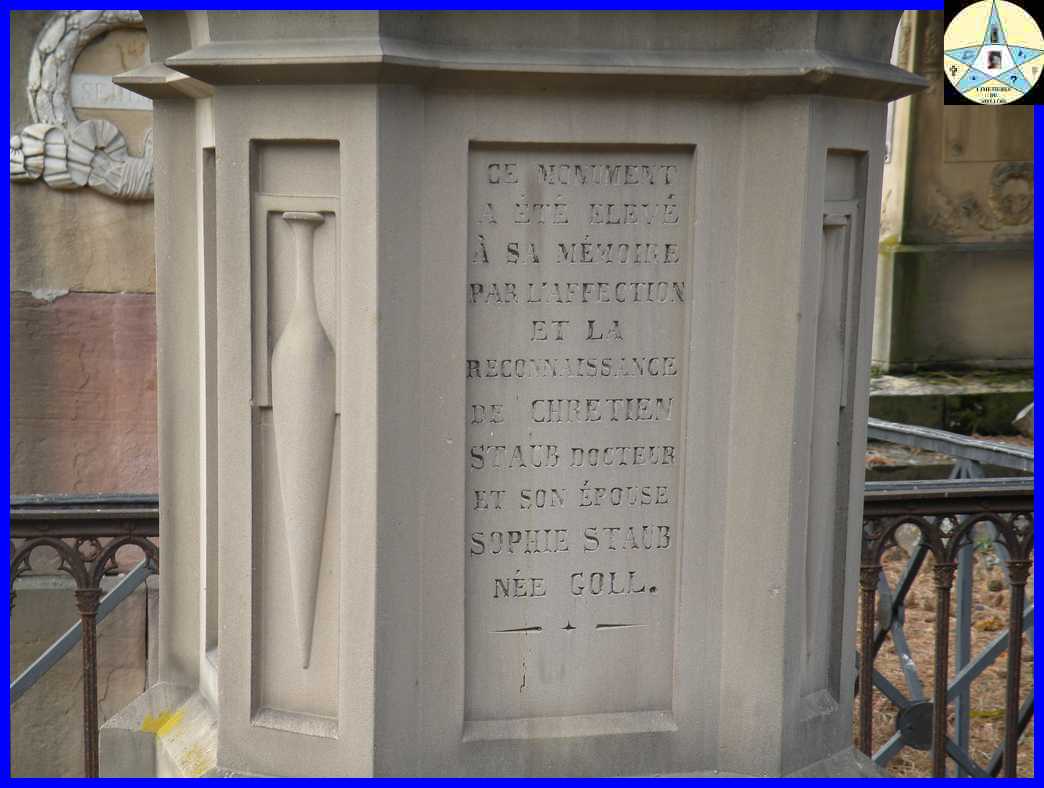 CE MONUMENT
A ÉTÉ ELEVÉ
À SA MÉMOIRE
PAR L'AFFECTION
ET LA
RECONNAISSANCE
DE CHRETIEN
STAUB DOCTEUR
ET SON ÉPOUSE
SOPHIE STAUB
NÉE GOLL.